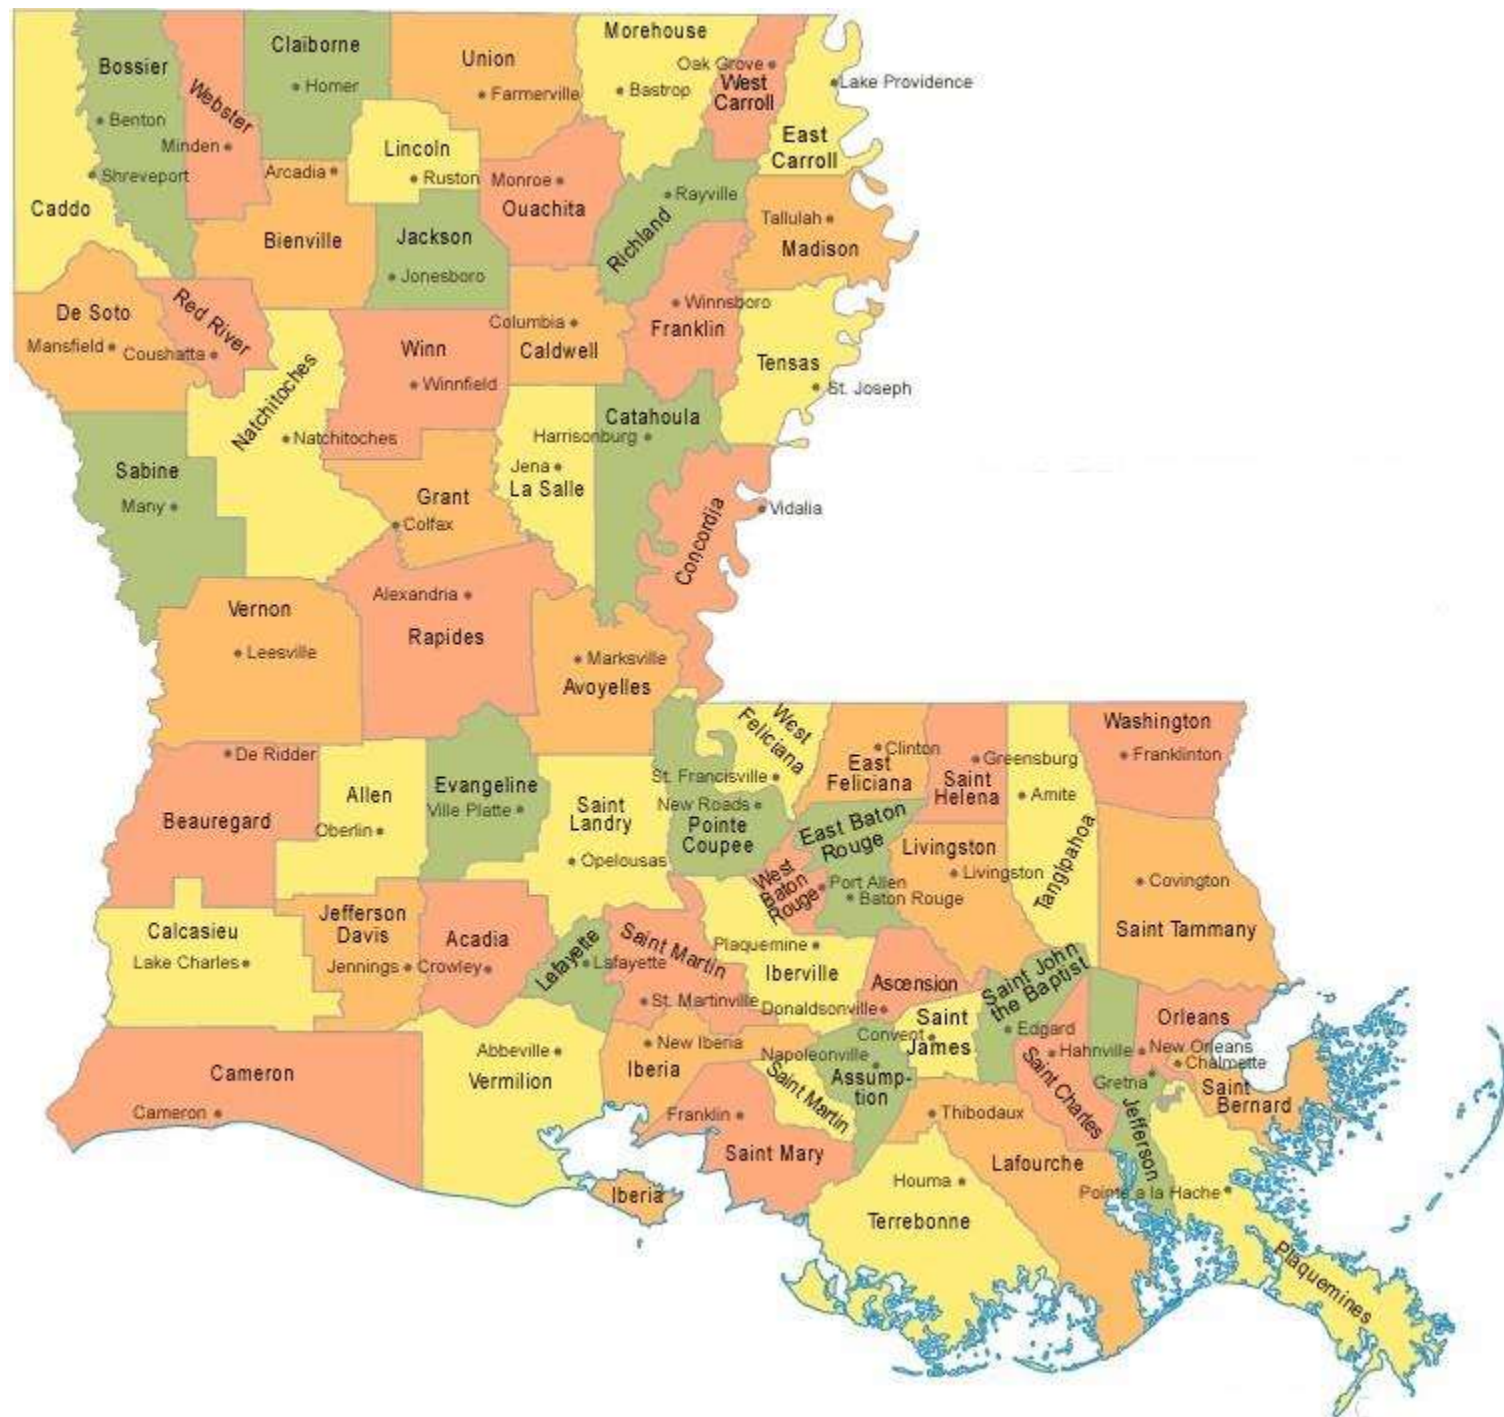 Morehouse
Claiborne
Union
Bossier
Oak Grove
West
Carroll
Webster
Homer
Farmerville
Bastrop
Lake Providence
Benton
Minden
Lincoln
East
Carroll
Shreveport
Arcadia
Ruston
Monroe
Rayville
Caddo
Ouachita
Tallulah
Bienville
Jackson
Richland
Madison
Jonesboro
De Soto
Red River
Winnsboro
Columbia
Franklin
Mansfield
Coushatta
Winn
Caldwell
Tensas
Winnfield
St. Joseph
Natchitoches
Catahoula
Natchitoches
Harrisonburg
Sabine
Jena
La Salle
Many
Grant
Colfax
Vidalia
Concordia
Vernon
Alexandria
Rapides
Leesville
Marksville
Avoyelles
West
Feliciana
Washington
De Ridder
Clinton
Greensburg
Franklinton
East
Feliciana
Saint
Helena
St. Francisville
Evangeline
Allen
Ville Platte
Saint
Landry
New Roads
Amite
Beauregard
Oberlin
Pointe
Coupee
East Baton
Rouge
Livingston
Tangipahoa
Opelousas
West
Baton
Rouge
Port Allen
Livingston
Covington
Baton Rouge
Jefferson
Davis
Calcasieu
Acadia
Saint Martin
Saint Tammany
Lake Charles
Jennings
Crowley
Lafayette
Lafayette
Plaquemine
Iberville
Ascension
Saint John
the Baptist
St. Martinville
Donaldsonville
Saint
James
Orleans
Convent
Edgard
New Iberia
Napoleonville
Hahnville
New Orleans
Abbeville
Vermilion
Iberia
Assump-
tion
Chalmette
Cameron
Gretna
Saint
Bernard
Cameron
Franklin
Saint Martin
Thibodaux
Saint Charles
Jefferson
Saint Mary
Lafourche
Iberia
Houma
Pointe a la Hache
Terrebonne
Plaquemines